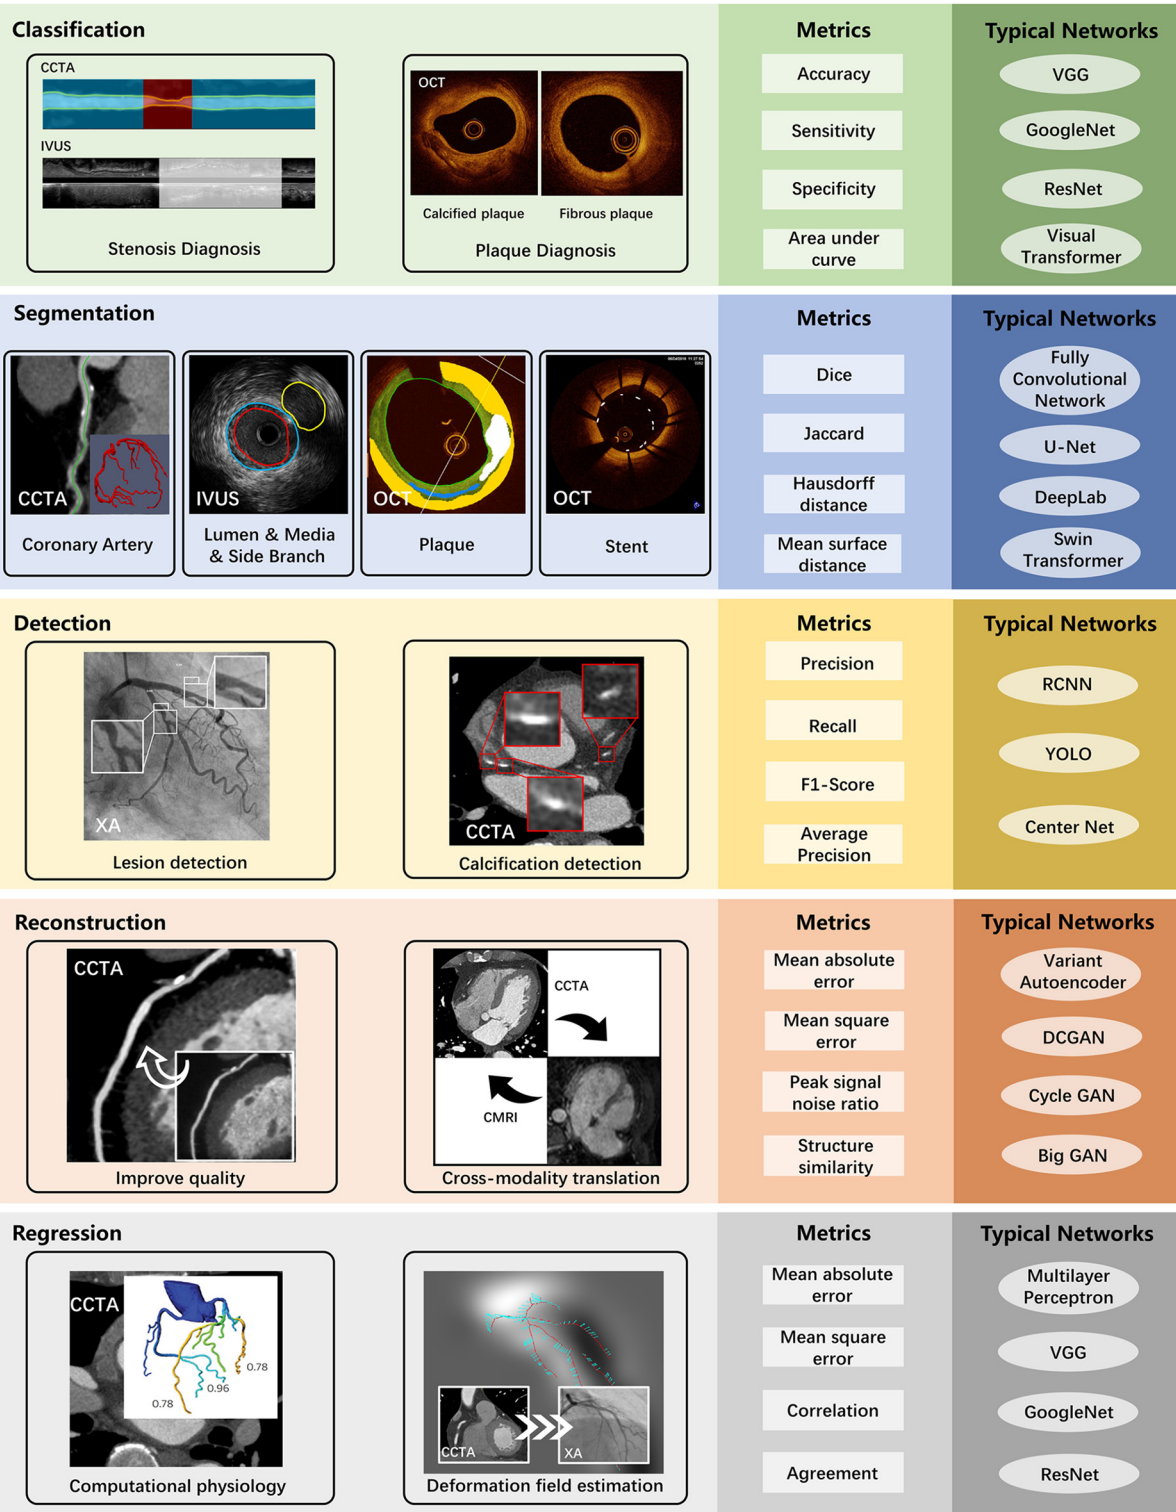 Classification
CCTA
IVUS
Stenosis Diagnosis
OCT
Calcified plaque
Fibrous plaque
Plaque Diagnosis
Metrics
Accuracy
Sensitivity
Specificity
Area under
curve
Typical Networks
VGG
GoogleNet
ResNet
Visual
Transformer
Segmentation
CCTA
Coronary Artery
IVUS
Lumen & Media
& Side Branch
OCT
Plaque
OCT
Stent
Metrics
Dice
Jaccard
Hausdorff
distance
Mean surface
distance
Typical Networks
Fully
Convolutional
Network
U-Net
DeepLab
Swin
Transformer
Detection
XA
Lesion detection
CCTA
Calcification detection
Metrics
Precision
Recall
F1-Score
Average
Precision
Typical Networks
RCNN
YOLO
Center Net
Reconstruction
CCTA
Improve quality
CCTA
CMRI
Cross-modality translation
Metrics
Mean absolute
error
Mean square
error
Peak signal
noise ratio
Structure
similarity
Typical Networks
Variant
Autoencoder
DCGAN
Cycle GAN
Big GAN
Regression
CCTA
0.78
0.96
0.78
Computational physiology
CCTA
XA
Deformation field estimation
Metrics
Mean absolute
error
Mean square
error
Correlation
Agreement
Typical Networks
Multilayer
Perceptron
VGG
GoogleNet
ResNet